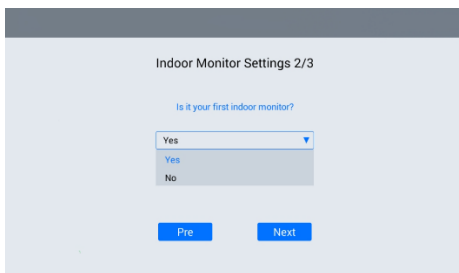 Indoor Monitor Settings 2/3
Is it your first indoor monitor?
Yes
Yes
No
Pre Next